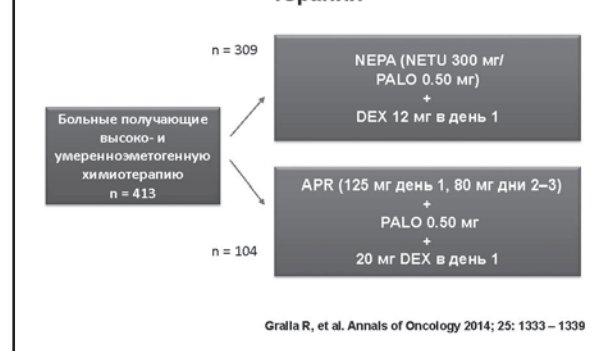 n = 309
NEPA (NETU 300 мг/
PALO 0.50 мг)
+
DEX 12 мг в день 1
Больные получающие
высоко- и
умеренноэметогенную
химиотерапию
n = 413
APR (125 мг день 1, 80 мг дни 2–3)
+
PALO 0.50 мг
+
20 мг DEX в день 1
n = 104
Gralla R, et al. Annals of Oncology 2014; 25: 1333 – 1339